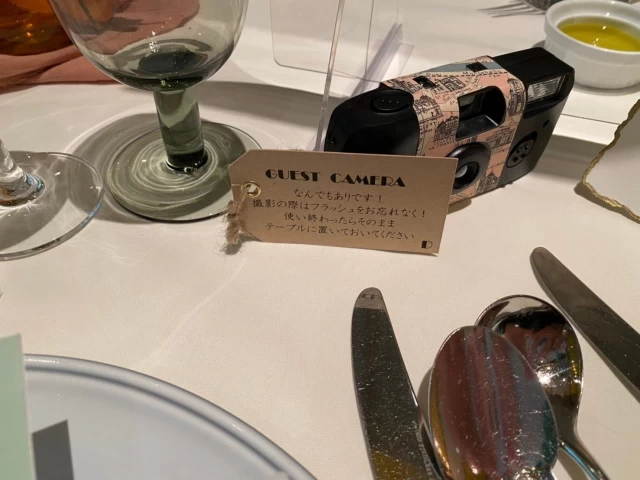 GUEST CAMERA
なんでもありです！
撮影の際はフラッシュをお忘れなく！
使い終わったらそのまま
テーブルに置いておいてください
D